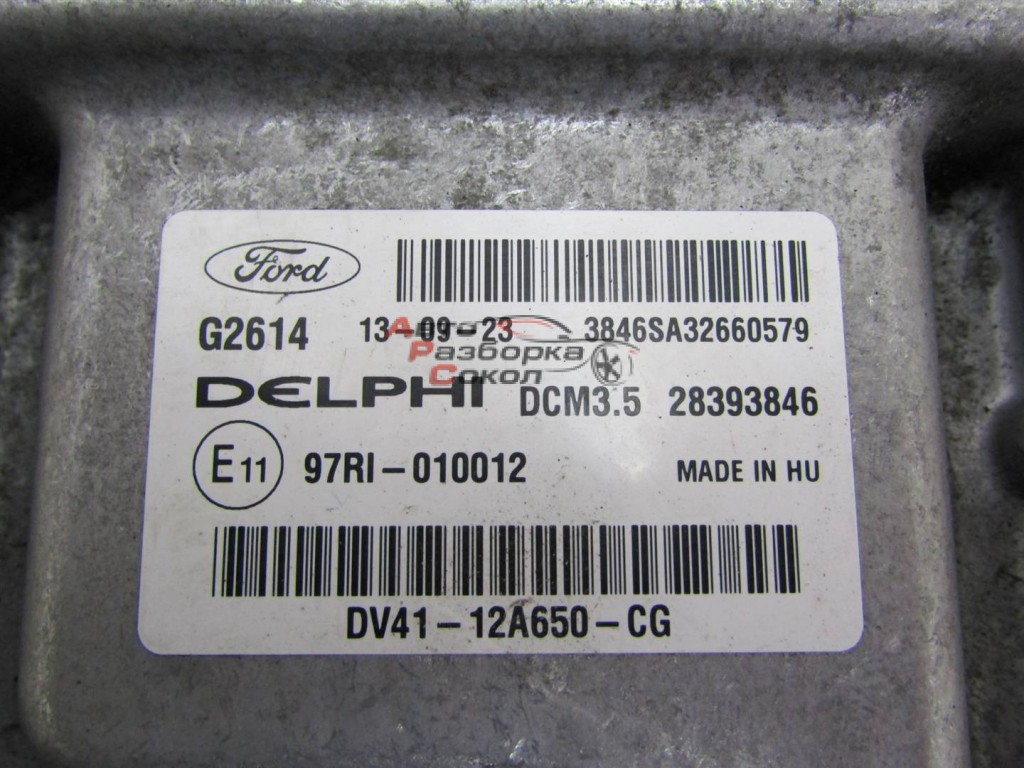 Ford
G2614 13-09-23 3846SA32660579
Авто
Разборка
Сокол
DELPHI DCM3.5 28393846
E11 97RI-010012 MADE IN HU
DV41-12A650-CG